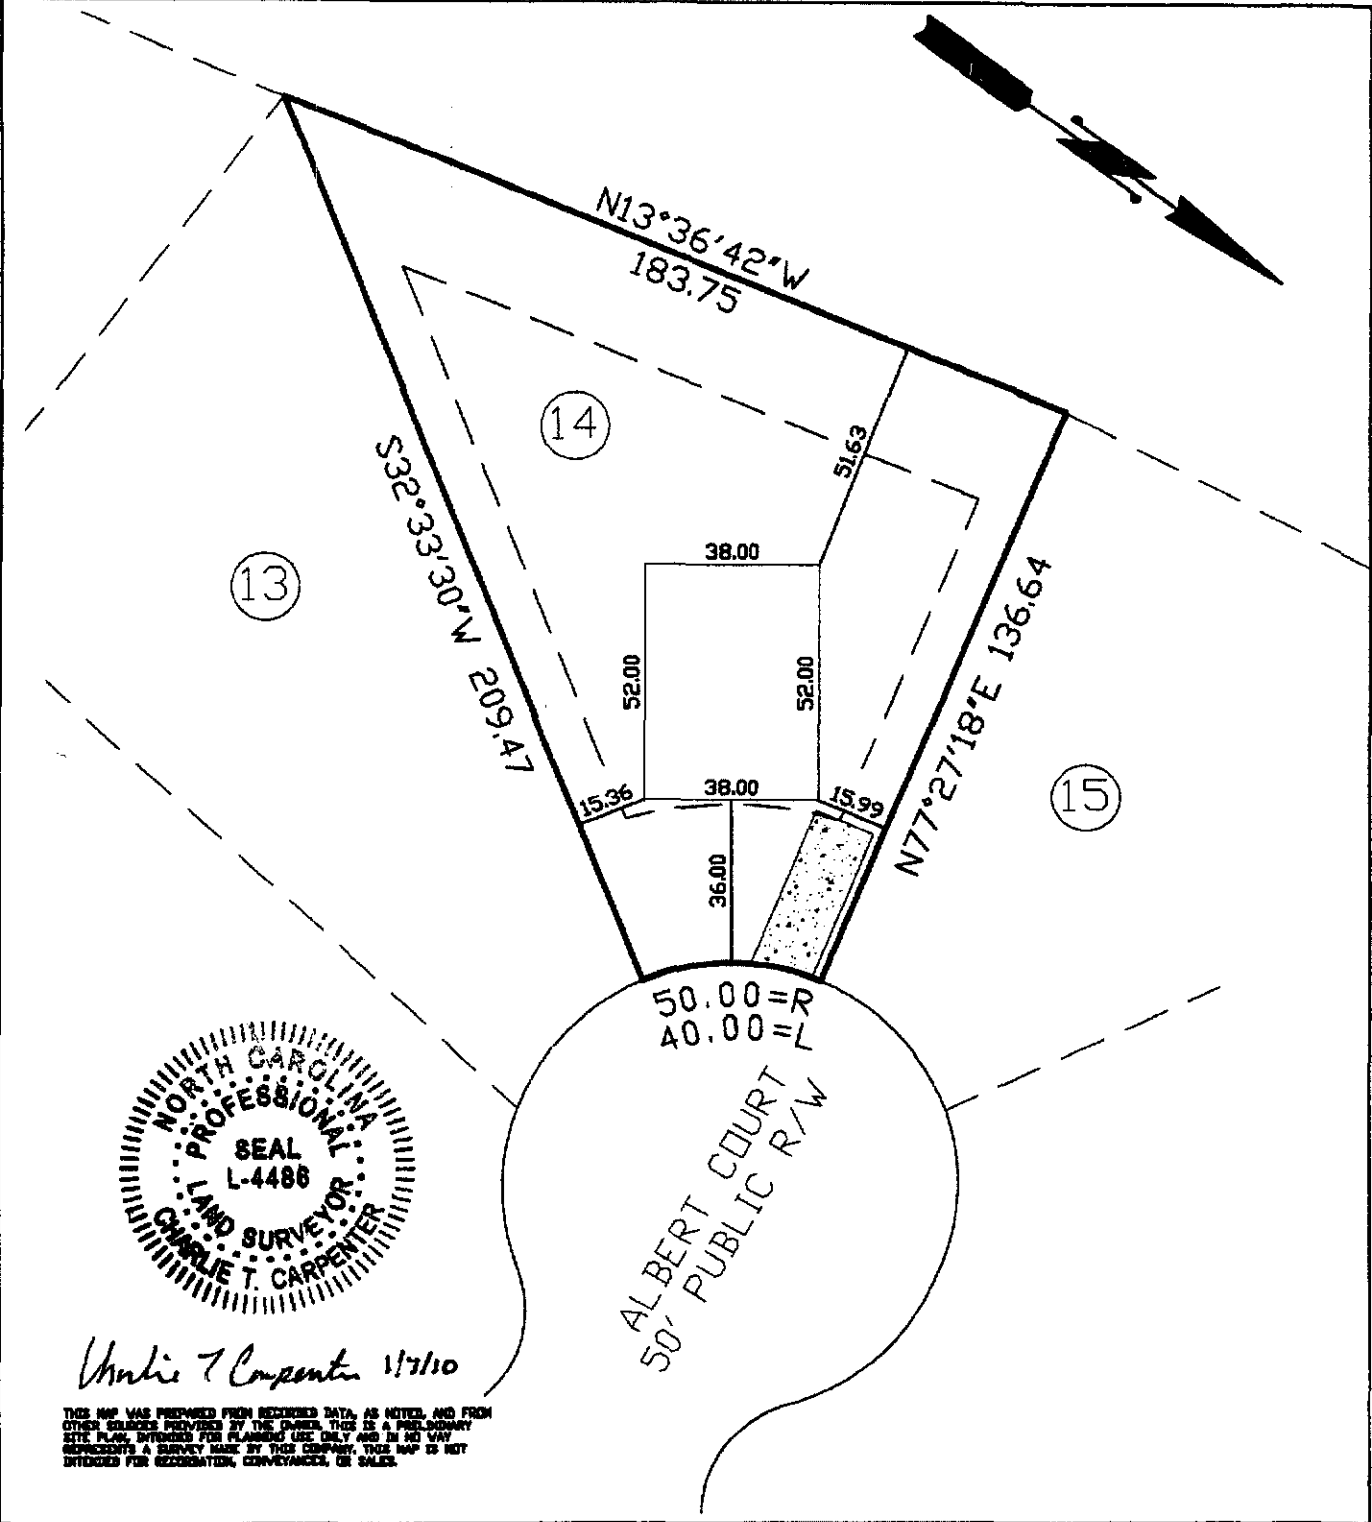 N13°36'42"W
183.75
14
51.63
S32°33'30"W 209.47
38.00
13
52.00
52.00
N77°27'18"E 136.64
15.36
38.00
15.99
15
36.00
50.00=R
40.00=L
ALBERT COURT
50' PUBLIC R/W
NORTH CAROLINA
PROFESSIONAL
SEAL
L-4486
LAND SURVEYOR
CHARLIE T. CARPENTER
Charlie T Carpenter 1/7/10
THIS MAP WAS PREPARED FROM RECORDED DATA, AS NOTED, AND FROM
OTHER SOURCES PROVIDED BY THE OWNER. THIS IS A PRELIMINARY
SITE PLAN, INTENDED FOR PLANNING USE ONLY AND IN NO WAY
REPRESENTS A SURVEY MADE BY THIS COMPANY. THIS MAP IS NOT
INTENDED FOR RECORDATION, CONVEYANCES, OR SALES.